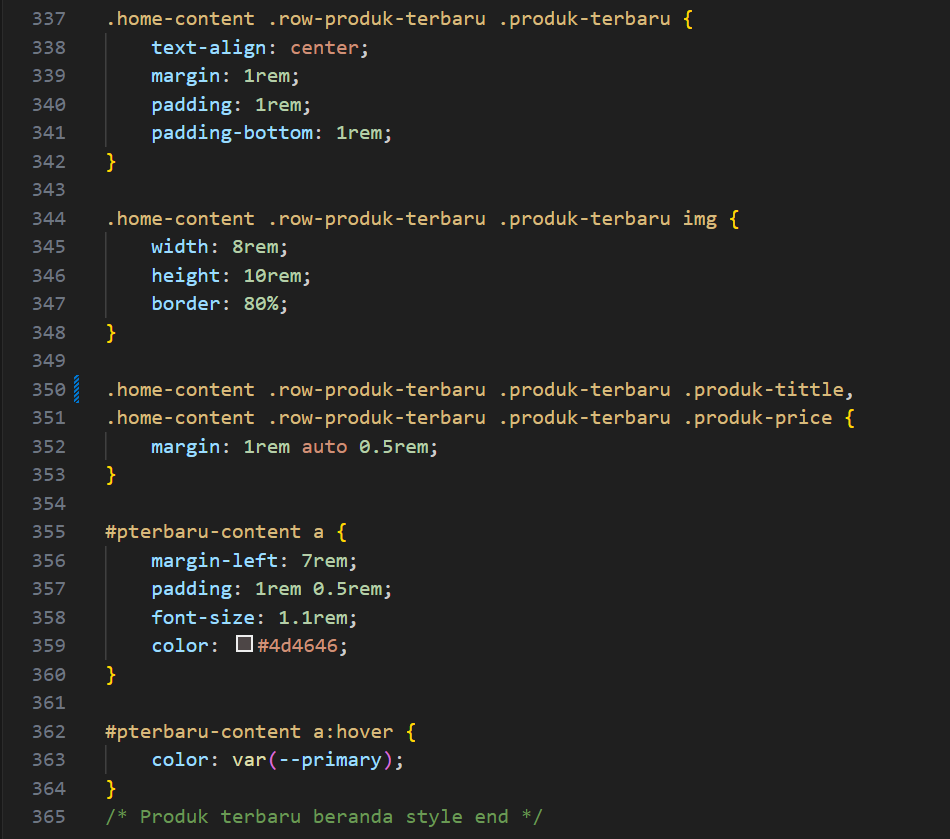 337 .home-content .row-produk-terbaru .produk-terbaru {
338     text-align: center;
339     margin: 1rem;
340     padding: 1rem;
341     padding-bottom: 1rem;
342 }
343
344 .home-content .row-produk-terbaru .produk-terbaru img {
345     width: 8rem;
346     height: 10rem;
347     border: 80%;
348 }
349
350 .home-content .row-produk-terbaru .produk-terbaru .produk-tittle,
351 .home-content .row-produk-terbaru .produk-terbaru .produk-price {
352     margin: 1rem auto 0.5rem;
353 }
354
355 #pterbaru-content a {
356     margin-left: 7rem;
357     padding: 1rem 0.5rem;
358     font-size: 1.1rem;
359     color: #4d4646;
360 }
361
362 #pterbaru-content a:hover {
363     color: var(--primary);
364 }
365 /* Produk terbaru beranda style end */